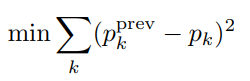 min ∑_k (p_k^prev − p_k)^2